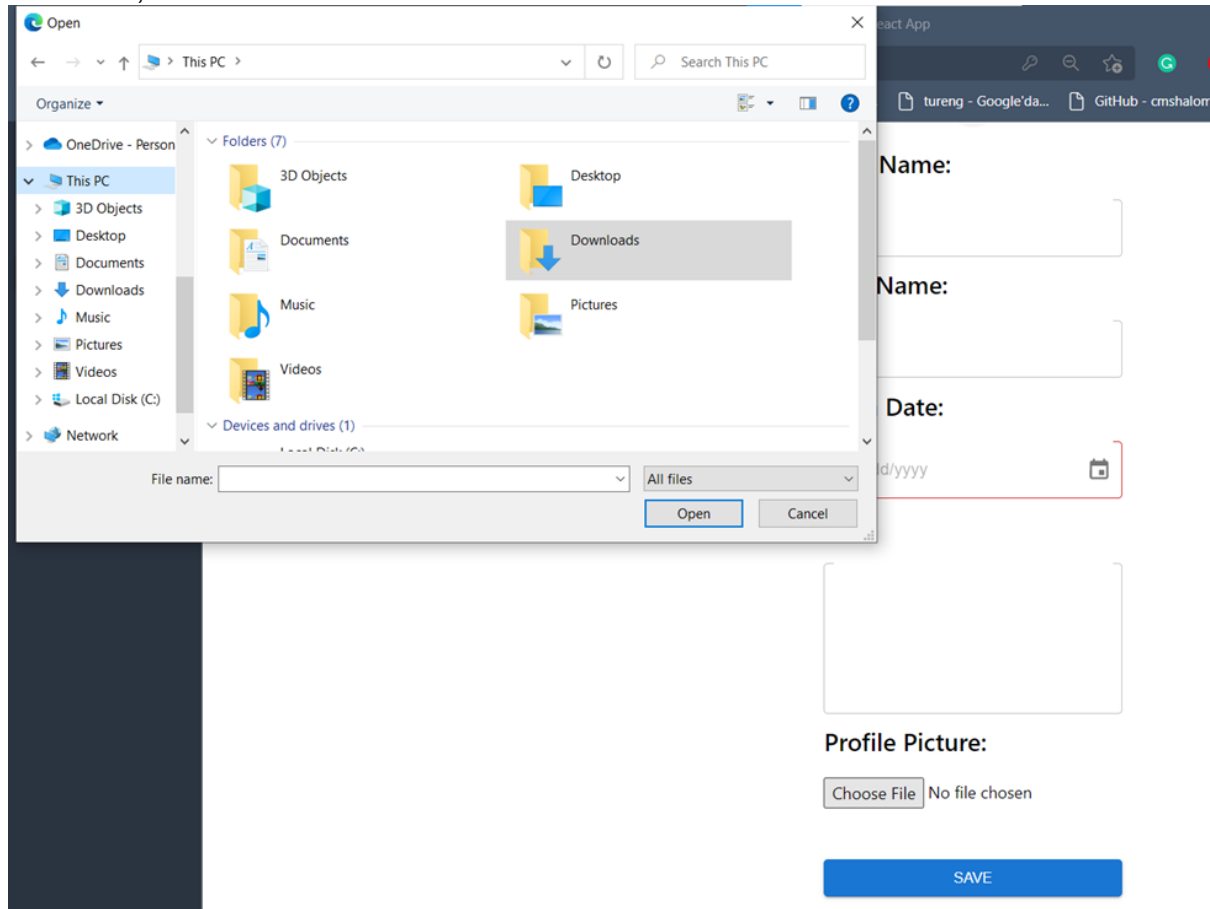 Open
eact App
This PC
Search This PC
Organize
tureng - Google'da...
GitHub - cmshalom
OneDrive - Person
This PC
3D Objects
Desktop
Documents
Downloads
Music
Pictures
Videos
Local Disk (C:)
Network
Folders (7)
3D Objects
Desktop
Documents
Downloads
Music
Pictures
Videos
Devices and drives (1)
Local Disk (C:)
File name:
All files
Open
Cancel
Name:
Name:
Date:
d/yyyy
Profile Picture:
Choose File No file chosen
SAVE